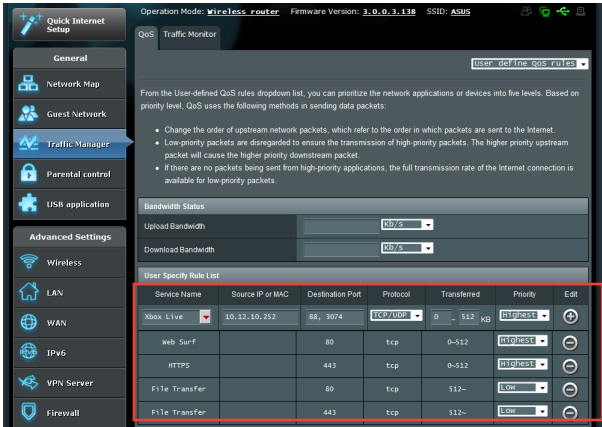 Quick Internet
Setup
Operation Mode: Wireless router Firmware Version: 3.0.0.3.138 SSID: ASUS
QoS Traffic Monitor
General
Network Map
Guest Network
Traffic Manager
Parental control
USB application
Advanced Settings
Wireless
LAN
WAN
IPv6
VPN Server
Firewall
User define QoS rules
From the User-defined QoS rules dropdown list, you can prioritize the network applications or devices into five levels. Based on
priority level, QoS uses the following methods in sending data packets:
• Change the order of upstream network packets, which refer to the order in which packets are sent to the Internet.
• Low-priority packets are disregarded to ensure the transmission of high-priority packets. The higher priority upstream
packet will cause the higher priority downstream packet.
• If there are no packets being sent from high-priority applications, the full transmission rate of the Internet connection is
available for low-priority packets.
Bandwidth Status
Upload Bandwidth Kb/s
Download Bandwidth Kb/s
User Specify Rule List
Service Name Source IP or MAC Destination Port Protocol Transferred Priority Edit
Xbox Live 10.12.10.252 88, 3074 TCP/UDP 0 ~ 512 KB Highest
Web Surf 80 tcp 0~512 Highest
HTTPS 443 tcp 0~512 Highest
File Transfer 80 tcp 512~ Low
File Transfer 443 tcp 512~ Low